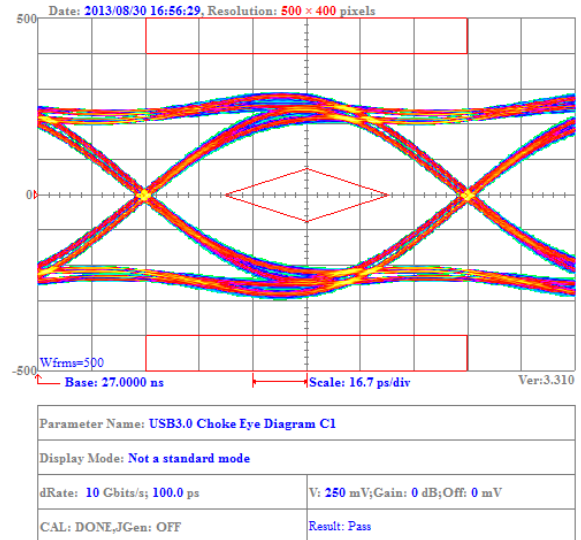 Date: 2013/08/30 16:56:29, Resolution: 500 × 400 pixels
500
0
-500
Wfrms=500
Base: 27.0000 ns
Scale: 16.7 ps/div
Ver:3.310
Parameter Name: USB3.0 Choke Eye Diagram C1
Display Mode: Not a standard mode
dRate: 10 Gbits/s; 100.0 ps
V: 250 mV;Gain: 0 dB;Off: 0 mV
CAL: DONE,JGen: OFF
Result: Pass